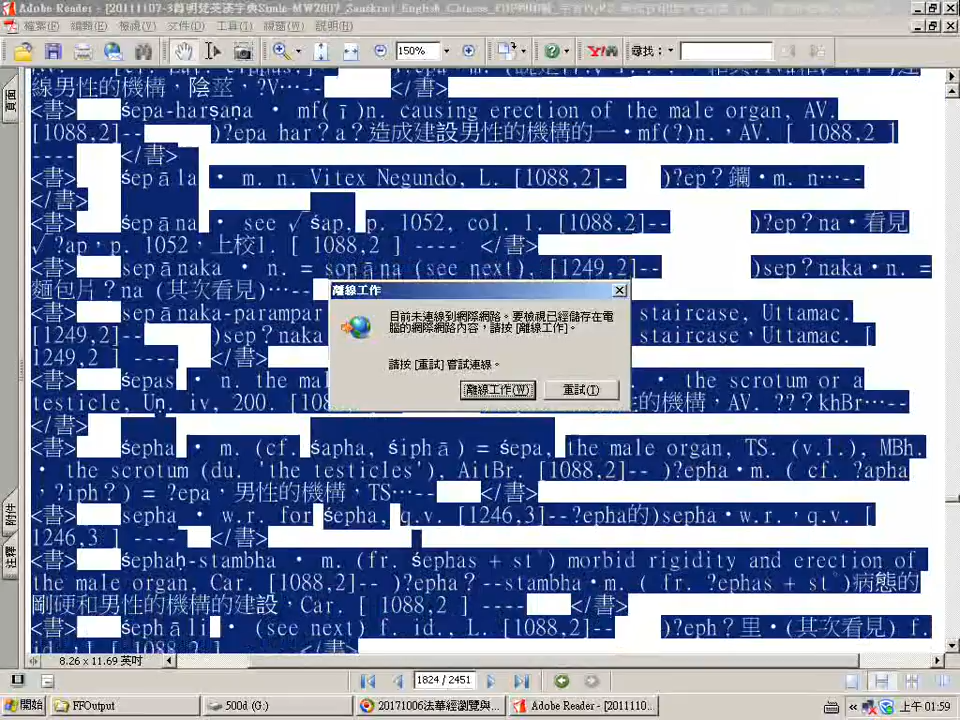 Adobe Reader - [20111107-3簡明兒英漢字典Simle-MW2007_Sanskrit_English_Chinese
檔案(F) 編輯(E) 檢視(V) 文件(D) 工具(T) 視窗(W) 說明(H)
150% 尋找：
線男性的機構，陰莖，?V…-- </書>
<書> śepa-harṣaṇa · mf( ī )n. causing erection of the male organ, AV.
[1088,2]-- )?epa har?a?造成建設男性的機構的一·mf(?)n.，AV. [ 1088,2 ]
---- </書>
<書> śepāla · m. n. Vitex Negundo, L. [1088,2]-- )?ep？鑭·m. n…--
</書>
<書> śepāna · see √śap, p. 1052, col. 1. [1088,2]-- )?ep？na·看見
√ ?ap，p. 1052，上校1. [ 1088,2 ] ---- </書>
<書> sepānaka · n. = sopāna (see next). [1249,2]-- )sep？naka·n. =
麵包片？na (其次看見)…--
sepānaka-parampar staircase, Uttamac.
[1249,2]-- )sep？naka staircase，Uttamac. [
1249,2 ] ---- </書>
<書> śepas · n. the ma · the scrotum or a
testicle, Uṇ. iv, 200. [108 的機構，AV. ???khBr…--
</書>
<書> śepha · m. (cf. śapha, śiphā) = śepa, the male organ, TS. (v.l.), MBh.
· the scrotum (du. 'the testicles'), AitBr. [1088,2]-- )?epha·m. ( cf. ?apha
，?iph？) = ?epa，男性的機構，TS…-- </書>
<書> sepha · w.r. for śepha, q.v. [1246,3]--?epha的)sepha·w.r.，q.v. [
1246,3 ] ---- </書>
<書> śephaḥ-stambha · m. (fr. śephas + st˚) morbid rigidity and erection of
the male organ, Car. [1088,2]-- )?epha？--stambha·m. ( fr. ?ephas + st˚)病態的
剛硬和男性的機構的建設，Car. [ 1088,2 ] ---- </書>
<書> śephāli · (see next) f. id., L. [1088,2]-- )?eph？里·(其次看見) f.
離線工作
目前未連線到網際網路。要檢視已經儲存在電
腦的網際網路內容，請按 [離線工作]。
請按 [重試] 嘗試連線。
離線工作(W) 重試(T)
頁面
附件
注釋
8.26 x 11.69 英吋
1824 / 2451
開始 FFOutput 500d (G:) 20171006法華經瀏覽與... Adobe Reader - [2011110... 上午 01:59